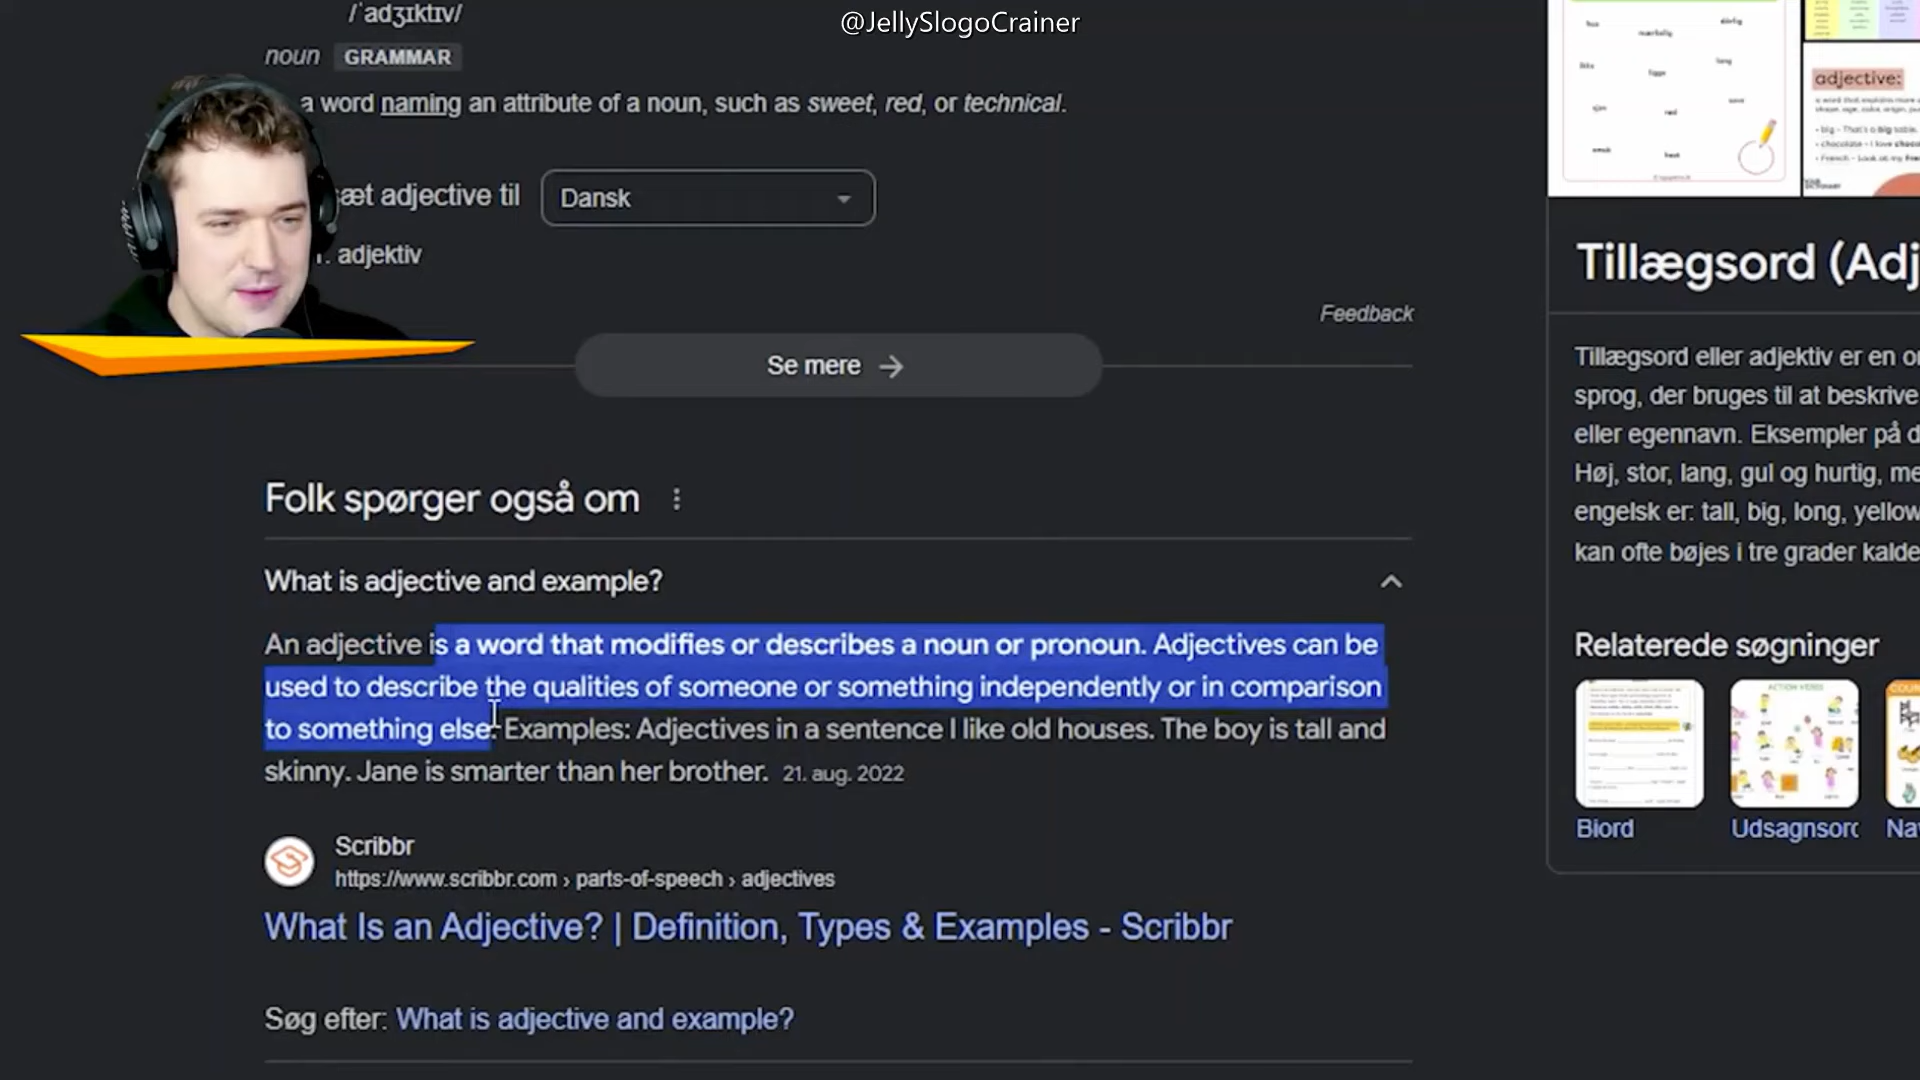 /ˈadʒɪktɪv/
@JellySlogoCrainer
noun GRAMMAR
a word naming an attribute of a noun, such as sweet, red, or technical.
adjective:
sæt adjective til
Dansk
1. adjektiv
Feedback
Se mere
Tillægsord (Adj
Tillægsord eller adjektiv er en o
sprog, der bruges til at beskrive
eller egennavn. Eksempler på d
Høj, stor, lang, gul og hurtig, me
engelsk er: tall, big, long, yellow
kan ofte bøjes i tre grader kalde
Folk spørger også om
What is adjective and example?
An adjective is a word that modifies or describes a noun or pronoun. Adjectives can be
used to describe the qualities of someone or something independently or in comparison
to something else. Examples: Adjectives in a sentence I like old houses. The boy is tall and
skinny. Jane is smarter than her brother. 21. aug. 2022
Relaterede søgninger
Biord
Udsagnsord
Nav
Scribbr
https://www.scribbr.com › parts-of-speech › adjectives
What Is an Adjective? | Definition, Types & Examples - Scribbr
Søg efter: What is adjective and example?